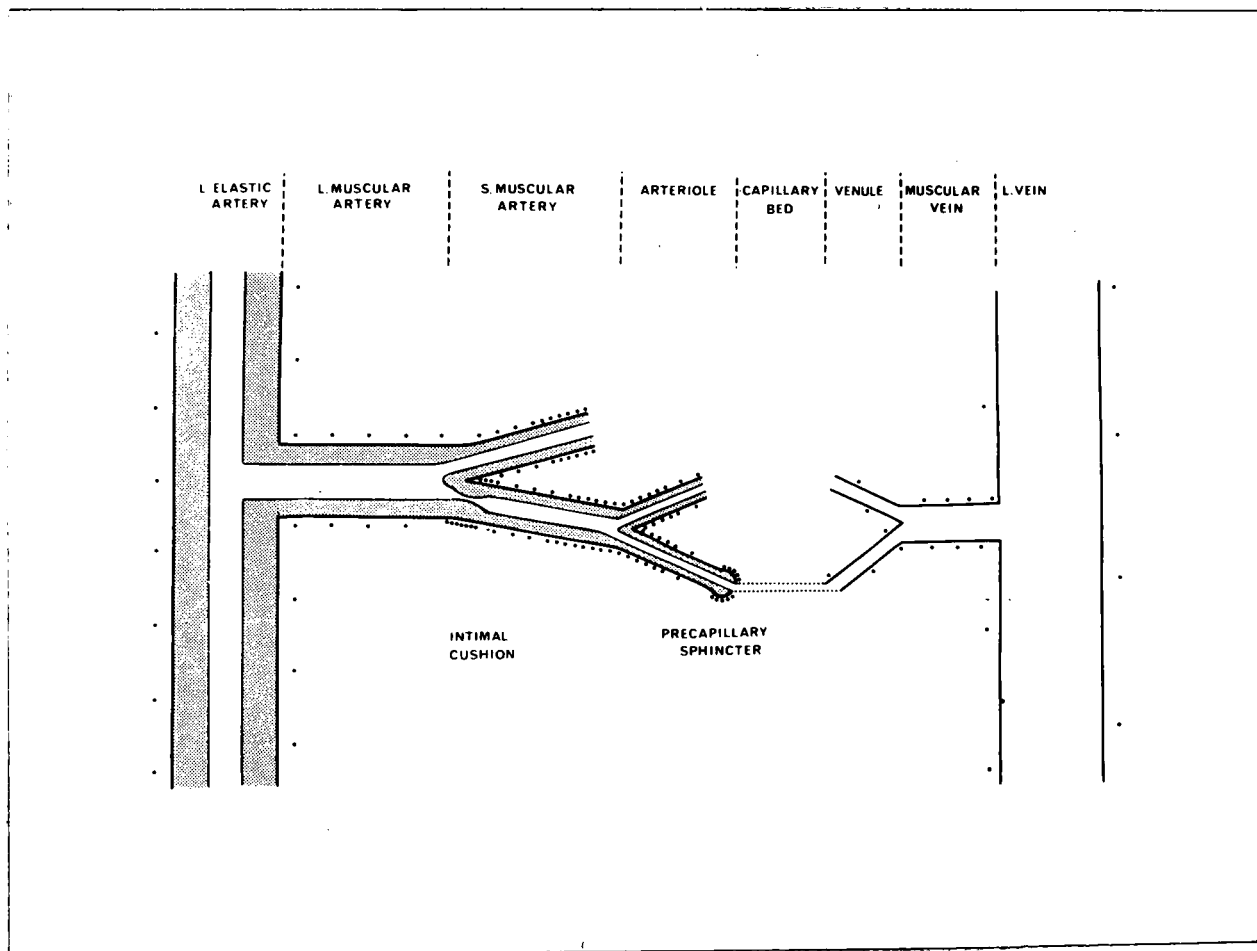 L. ELASTIC ARTERY
L. MUSCULAR ARTERY
S. MUSCULAR ARTERY
ARTERIOLE
CAPILLARY BED
VENULE
MUSCULAR VEIN
L. VEIN
INTIMAL CUSHION
PRECAPILLARY SPHINCTER